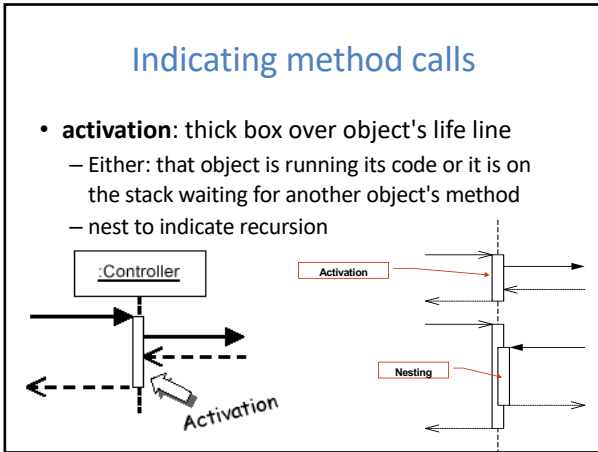 Indicating method calls
• activation: thick box over object's life line
– Either: that object is running its code or it is
on the stack waiting for another object's method
– nest to indicate recursion
:Controller
Activation
Activation
Nesting